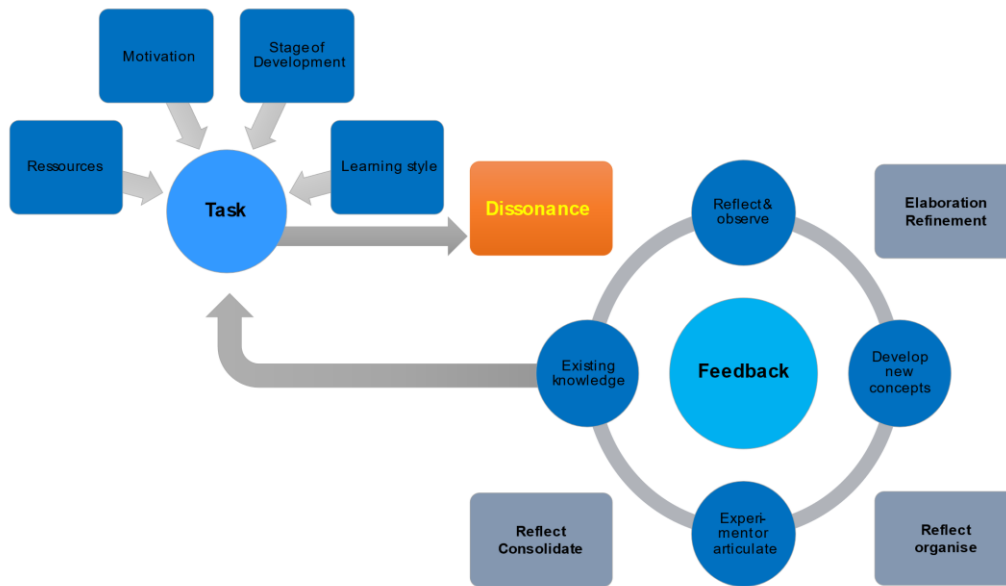 Motivation
Stage of
Development
Ressources
Task
Learning style
Dissonance
Reflect &
observe
Elaboration
Refinement
Existing
knowledge
Feedback
Develop
new
concepts
Reflect
Consolidate
Experi-
mentor
articulate
Reflect
organise